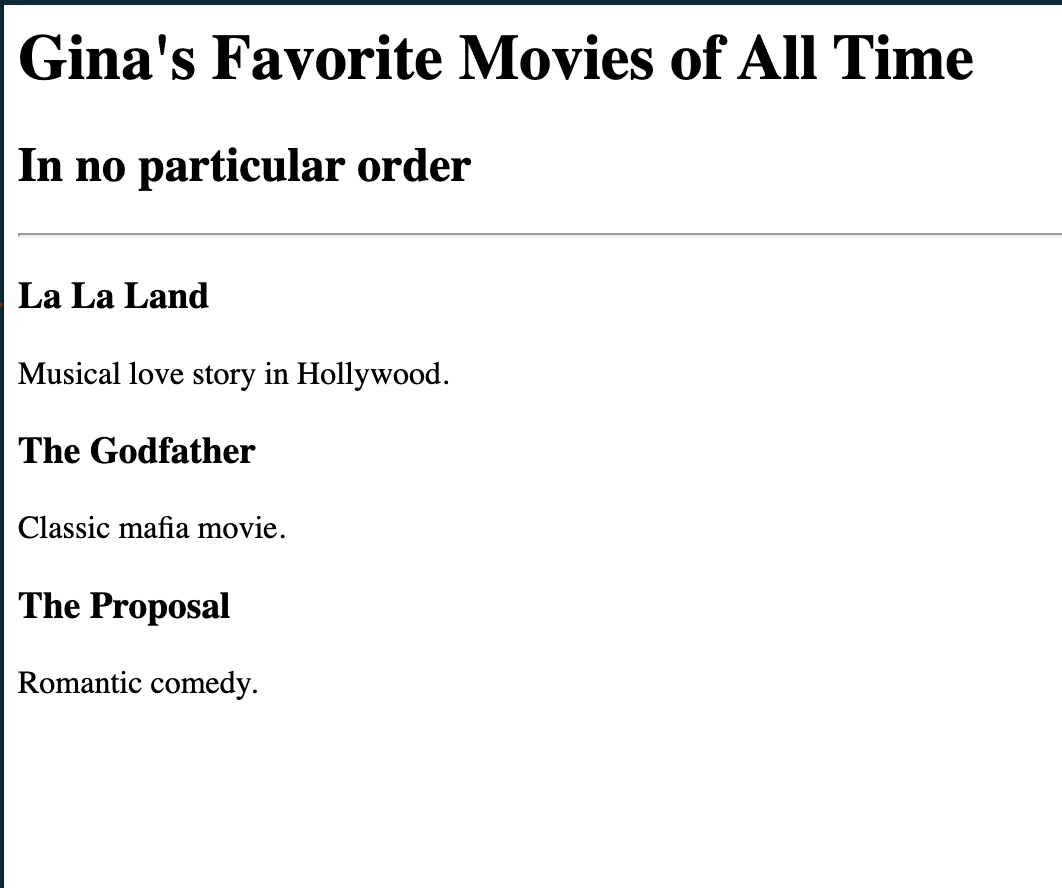 Gina's Favorite Movies of All Time
In no particular order
La La Land
Musical love story in Hollywood.
The Godfather
Classic mafia movie.
The Proposal
Romantic comedy.